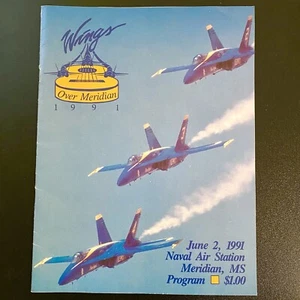 Wings
Over Meridian
1991
June 2, 1991
Naval Air Station
Meridian, MS
Program $1.00